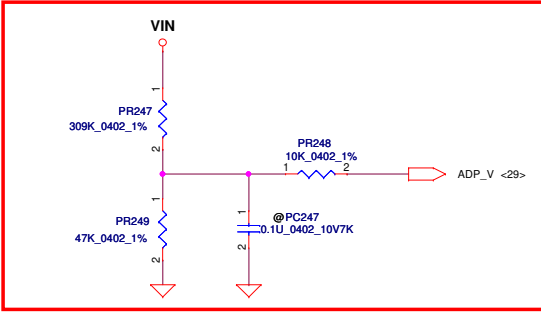 VIN
1
PR247
309K_0402_1%
2
PR248
10K_0402_1%
1
2
ADP_V <29>
1
PR249
47K_0402_1%
2
1
@PC247
0.1U_0402_10V7K
2